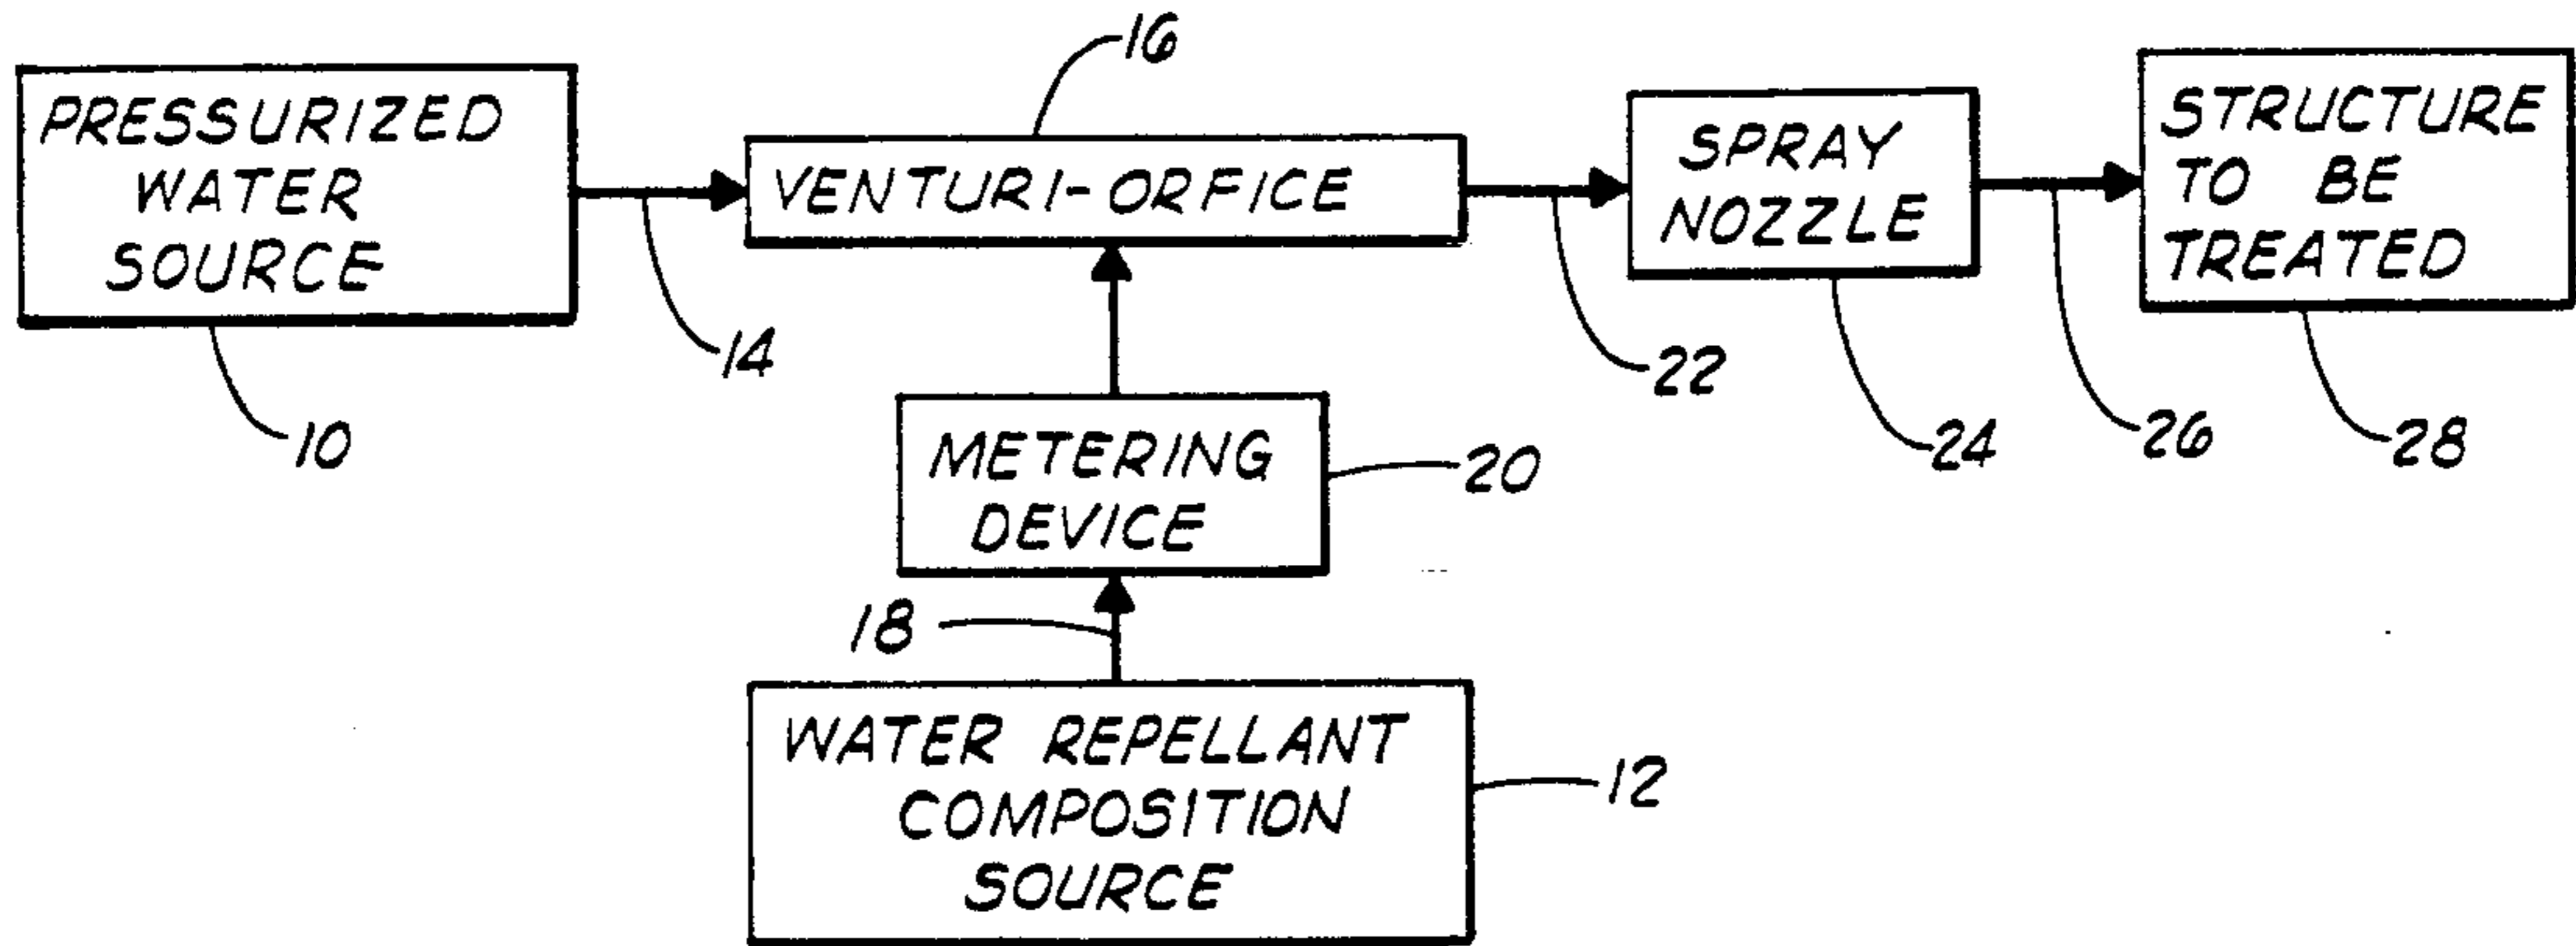 16
PRESSURIZED
WATER
SOURCE
VENTURI-ORFICE
SPRAY
NOZZLE
STRUCTURE
TO BE
TREATED
10
14
22
24
26
28
METERING
DEVICE
20
18
WATER REPELLANT
COMPOSITION
SOURCE
12